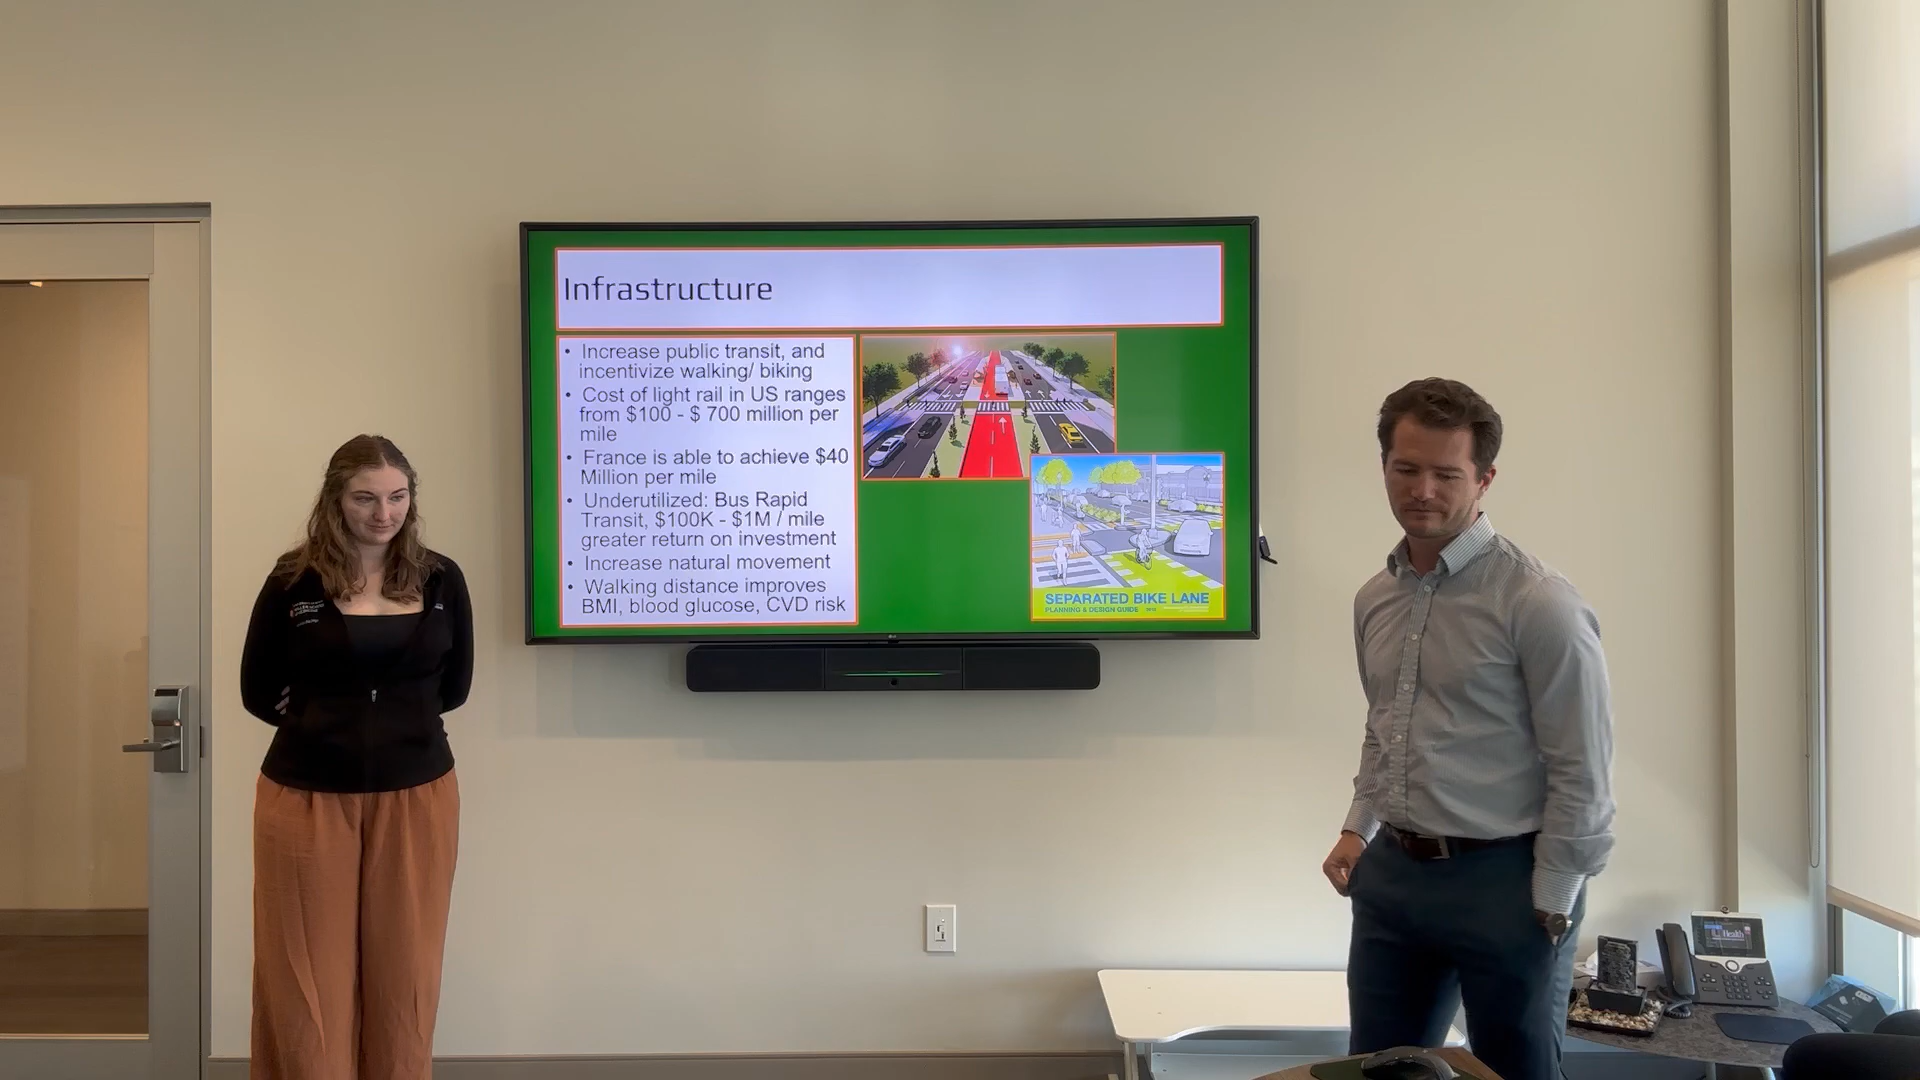 Infrastructure
• Increase public transit, and
incentivize walking/ biking
• Cost of light rail in US ranges
from $100 - $ 700 million per
mile
• France is able to achieve $40
Million per mile
• Underutilized: Bus Rapid
Transit, $100K - $1M / mile
greater return on investment
• Increase natural movement
• Walking distance improves
BMI, blood glucose, CVD risk
SEPARATED BIKE LANE
PLANNING & DESIGN GUIDE
LG
Health